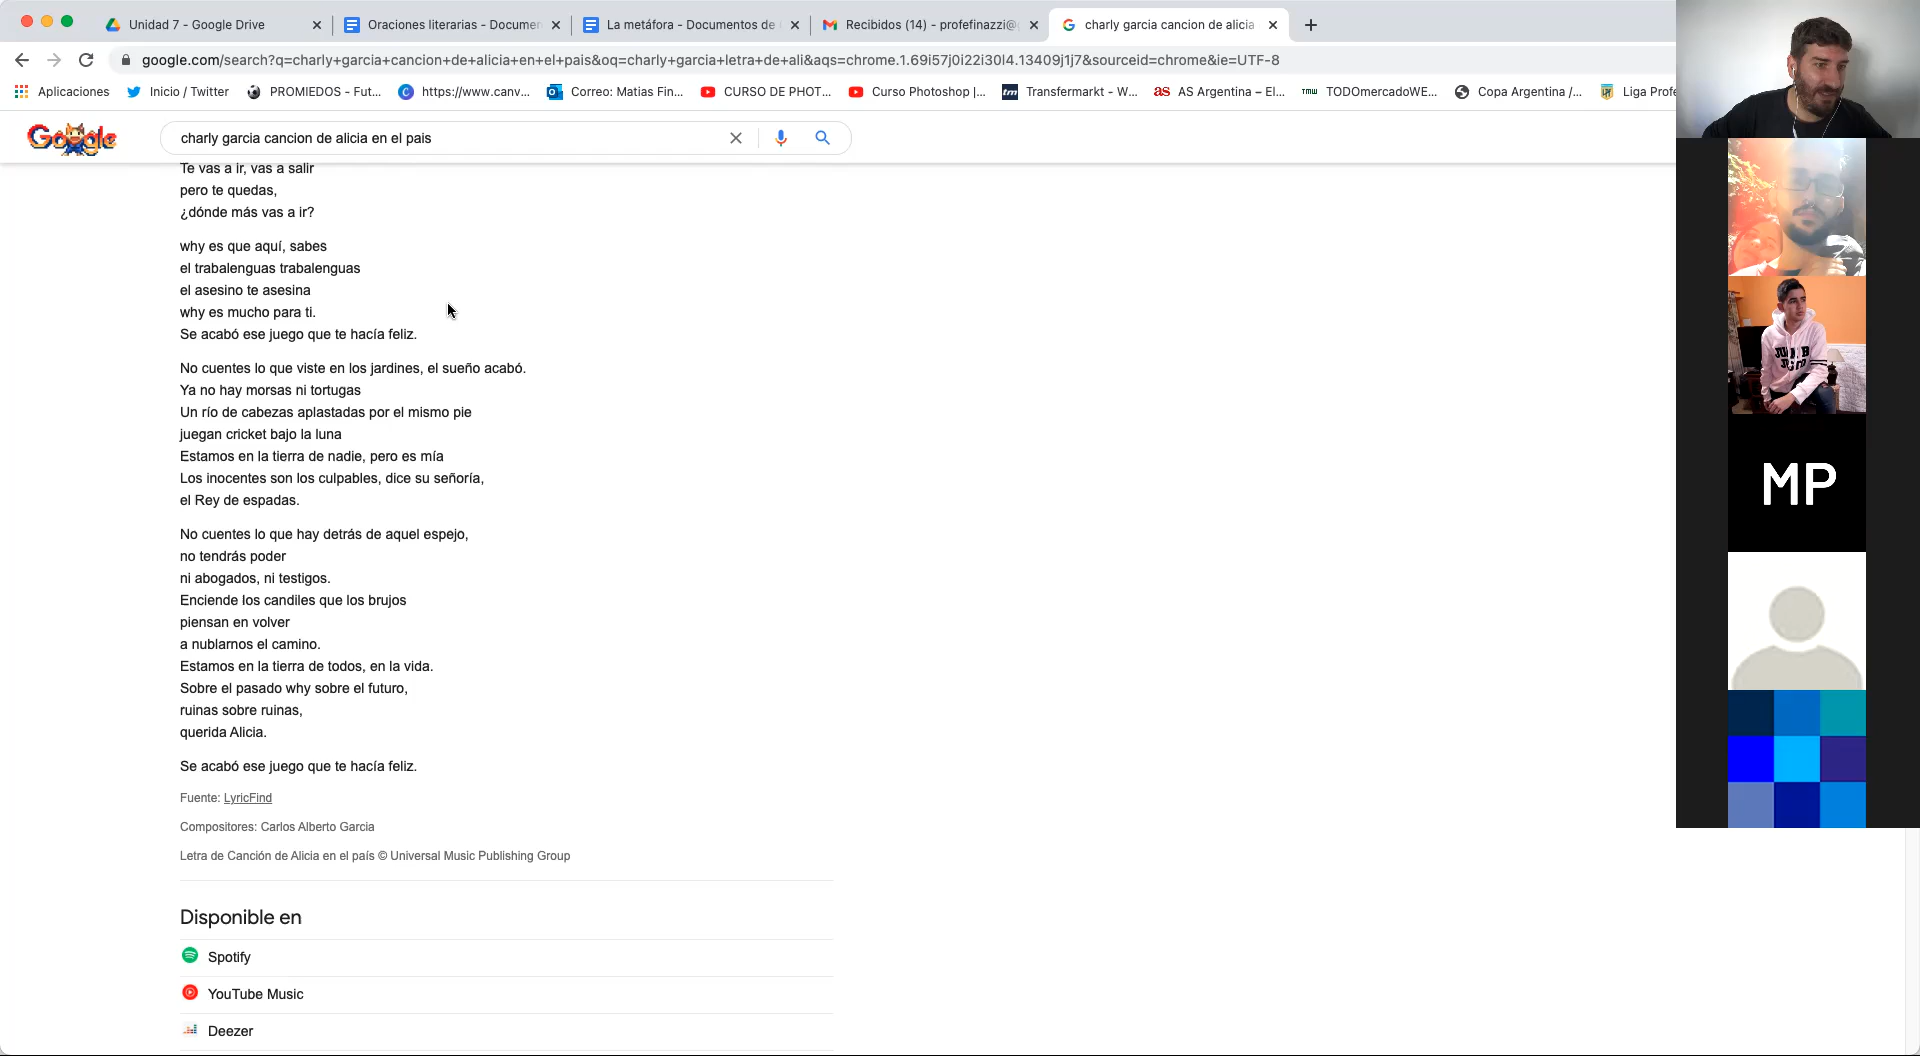 Unidad 7 - Google Drive
Oraciones literarias - Documen
La metáfora - Documentos de
Recibidos (14) - profefinazzi@
charly garcia cancion de alicia
google.com/search?q=charly+garcia+cancion+de+alicia+en+el+pais&oq=charly+garcia+letra+de+ali&aqs=chrome.1.69i57j0i22i30l4.13409j1j7&sourceid=chrome&ie=UTF-8
Aplicaciones
Inicio / Twitter
PROMIEDOS - Fut...
https://www.canv...
Correo: Matias Fin...
CURSO DE PHOT...
Curso Photoshop |...
Transfermarkt - W...
AS Argentina – El...
TODOmercadoWE...
Copa Argentina /...
Liga Profe
Google
charly garcia cancion de alicia en el pais
Te vas a ir, vas a salir
pero te quedas,
¿dónde más vas a ir?
why es que aquí, sabes
el trabalenguas trabalenguas
el asesino te asesina
why es mucho para ti.
Se acabó ese juego que te hacía feliz.
No cuentes lo que viste en los jardines, el sueño acabó.
Ya no hay morsas ni tortugas
Un río de cabezas aplastadas por el mismo pie
juegan cricket bajo la luna
Estamos en la tierra de nadie, pero es mía
Los inocentes son los culpables, dice su señoría,
el Rey de espadas.
No cuentes lo que hay detrás de aquel espejo,
no tendrás poder
ni abogados, ni testigos.
Enciende los candiles que los brujos
piensan en volver
a nublarnos el camino.
Estamos en la tierra de todos, en la vida.
Sobre el pasado why sobre el futuro,
ruinas sobre ruinas,
querida Alicia.
Se acabó ese juego que te hacía feliz.
Fuente: LyricFind
Compositores: Carlos Alberto Garcia
Letra de Canción de Alicia en el país © Universal Music Publishing Group
Disponible en
Spotify
YouTube Music
Deezer
MP